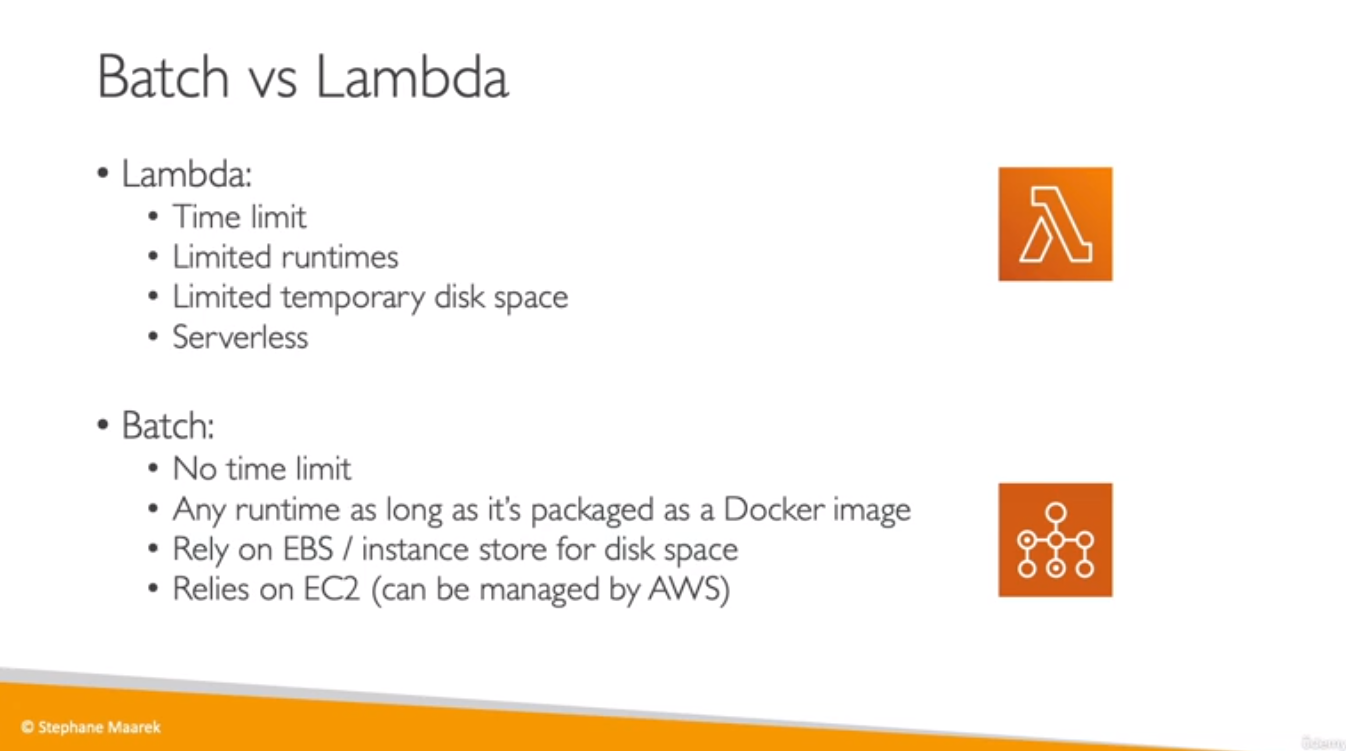 Batch vs Lambda
• Lambda:
• Time limit
• Limited runtimes
• Limited temporary disk space
• Serverless
• Batch:
• No time limit
• Any runtime as long as it's packaged as a Docker image
• Rely on EBS / instance store for disk space
• Relies on EC2 (can be managed by AWS)
© Stephane Maarek
Udemy